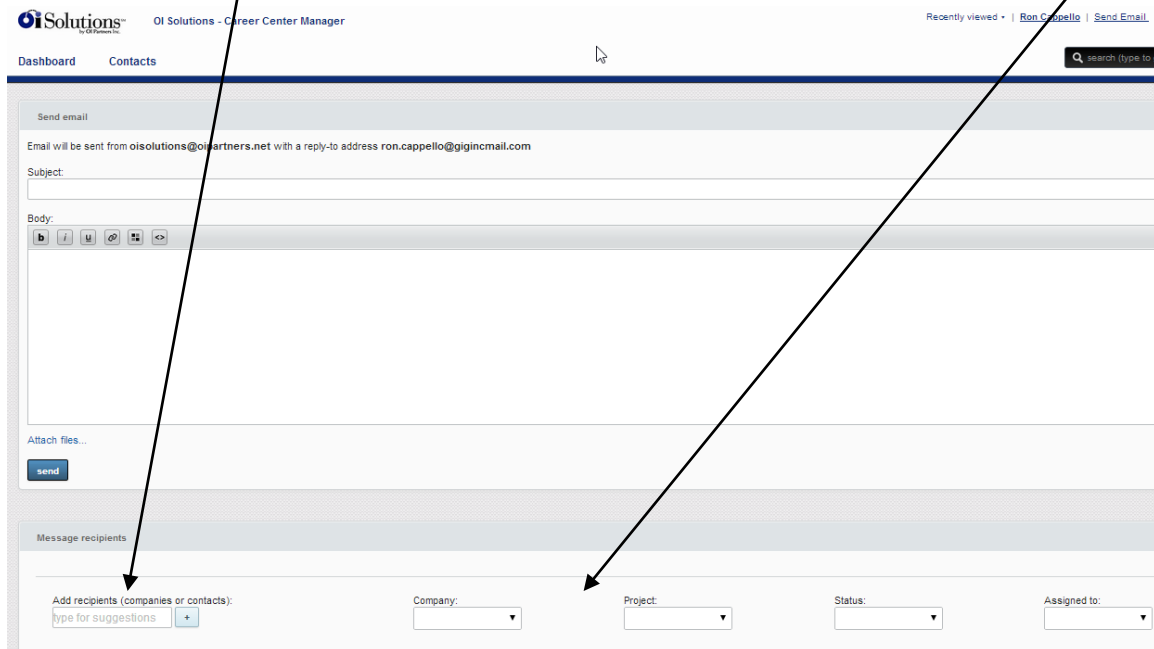 OiSolutions℠
by OI Partners Inc.
OI Solutions - Career Center Manager
Recently viewed | Ron Cappello | Send Email
Dashboard Contacts
search (type to
Send email
Email will be sent from oisolutions@oipartners.net with a reply-to address ron.cappello@gigincmail.com
Subject:
Body:
b i u <>
Attach files...
send
Message recipients
Add recipients (companies or contacts): Company: Project: Status: Assigned to:
type for suggestions +